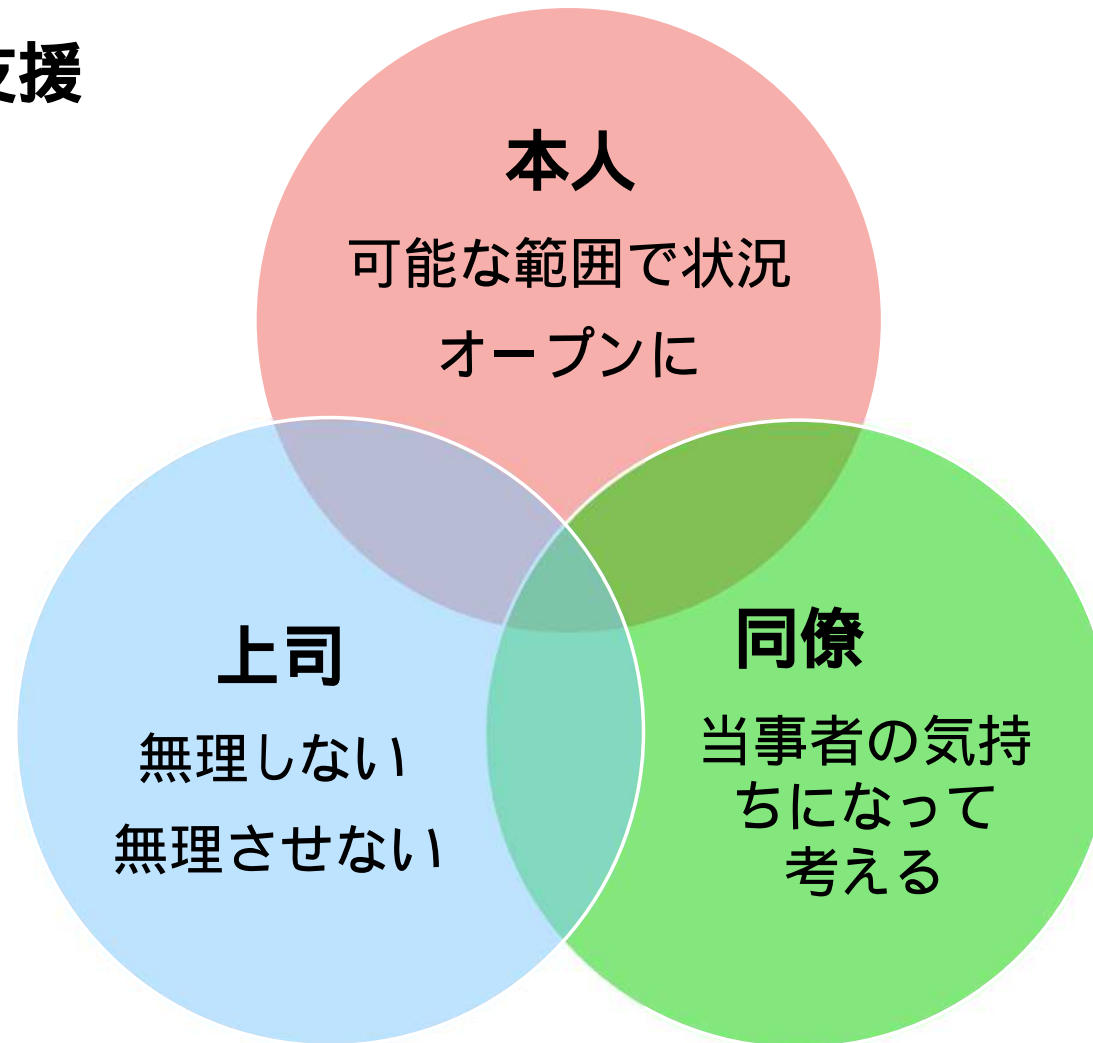 支援
本人
可能な範囲で状況
オープンに
上司
無理しない
無理させない
同僚
当事者の気持
ちになって
考える